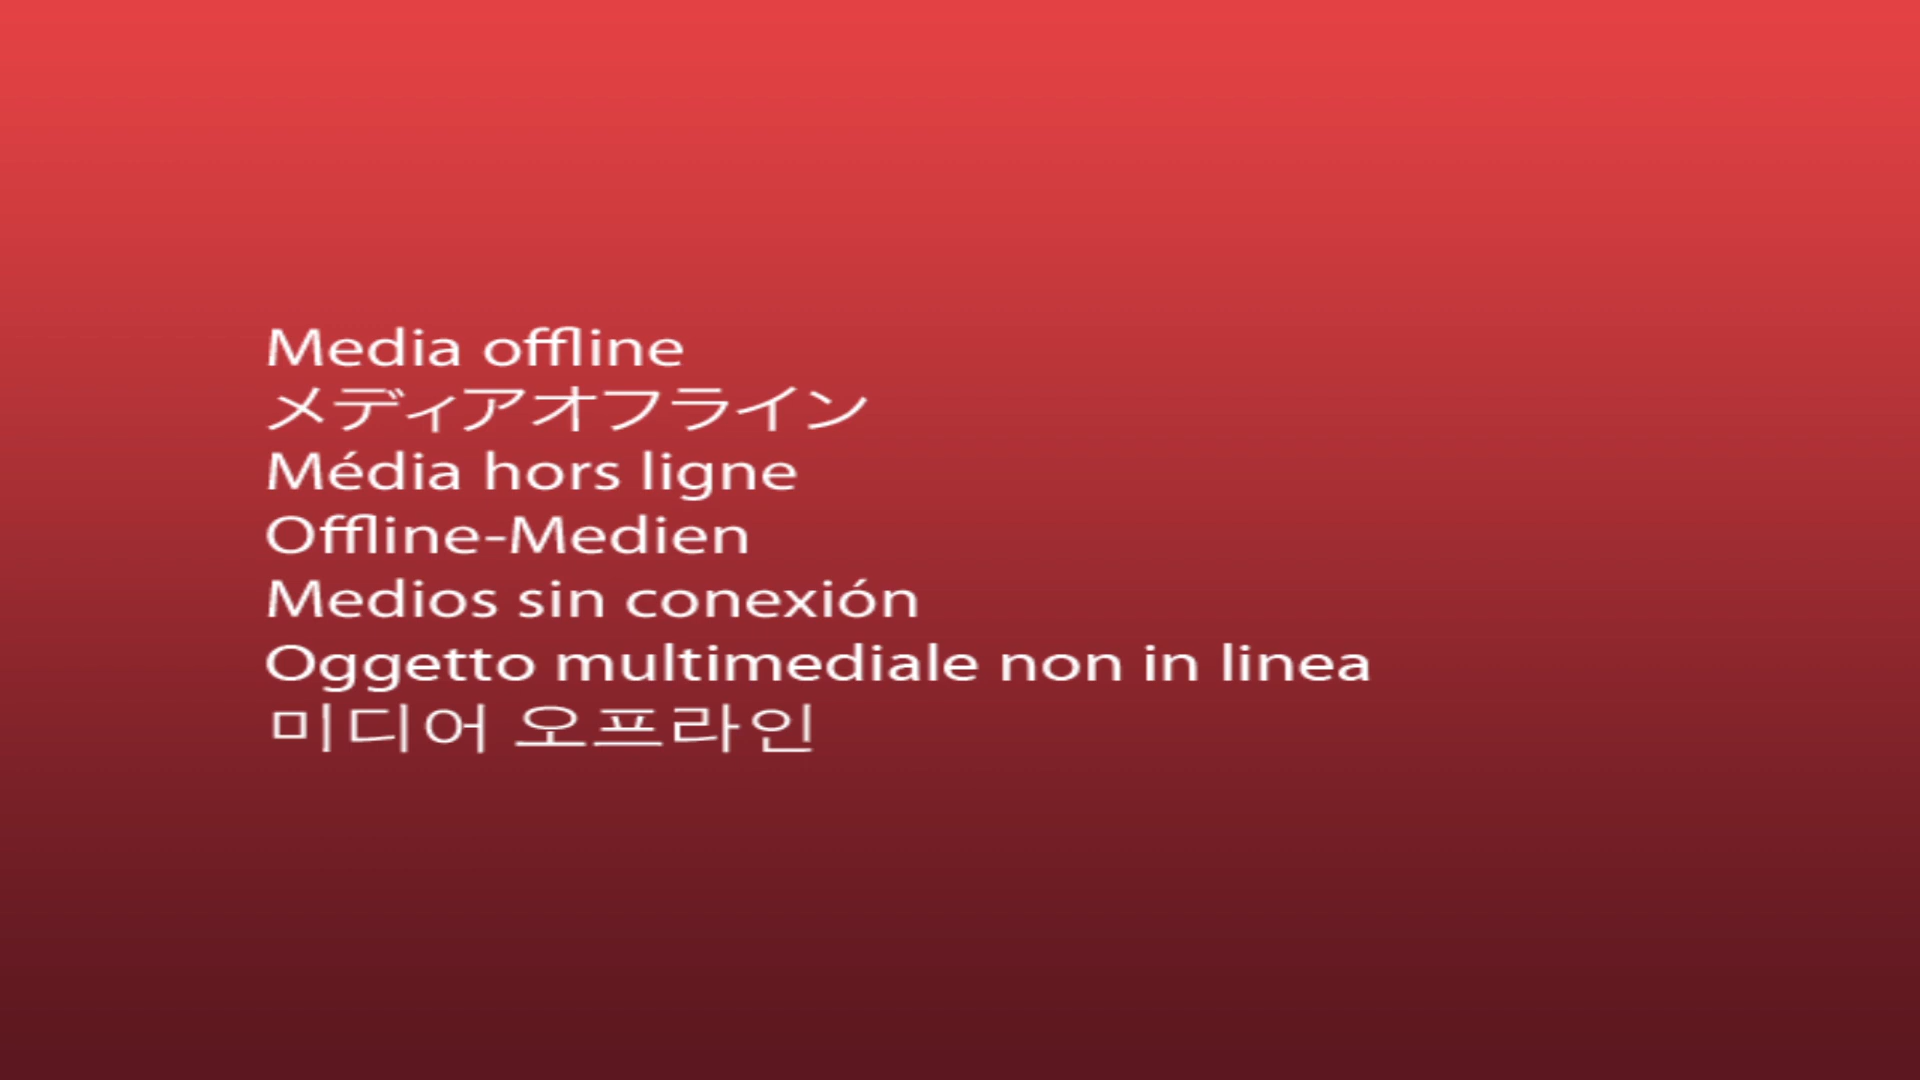 Media offline
メディアオフライン
Média hors ligne
Offline-Medien
Medios sin conexión
Oggetto multimediale non in linea
미디어 오프라인